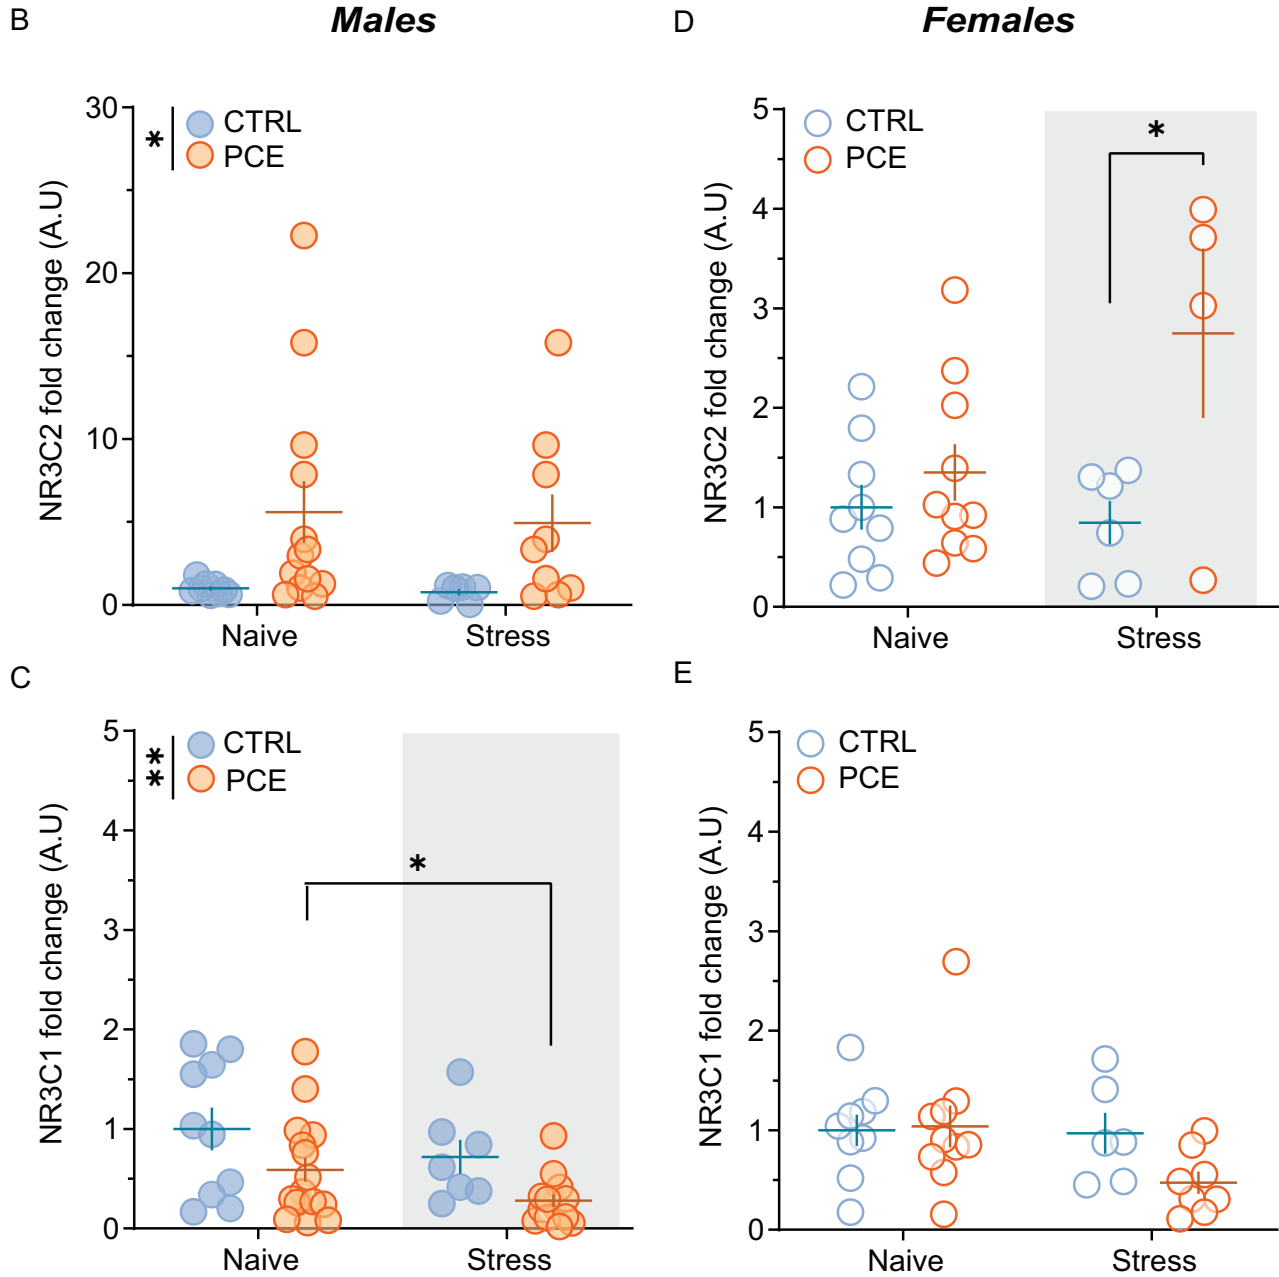 B
Males
30
20
10
0
NR3C2 fold change (A.U)
*
CTRL
PCE
Naive
Stress
D
Females
5
4
3
2
1
0
NR3C2 fold change (A.U)
CTRL
PCE
*
Naive
Stress
C
5
4
3
2
1
0
NR3C1 fold change (A.U)
**
CTRL
PCE
*
Naive
Stress
E
5
4
3
2
1
0
NR3C1 fold change (A.U)
CTRL
PCE
Naive
Stress